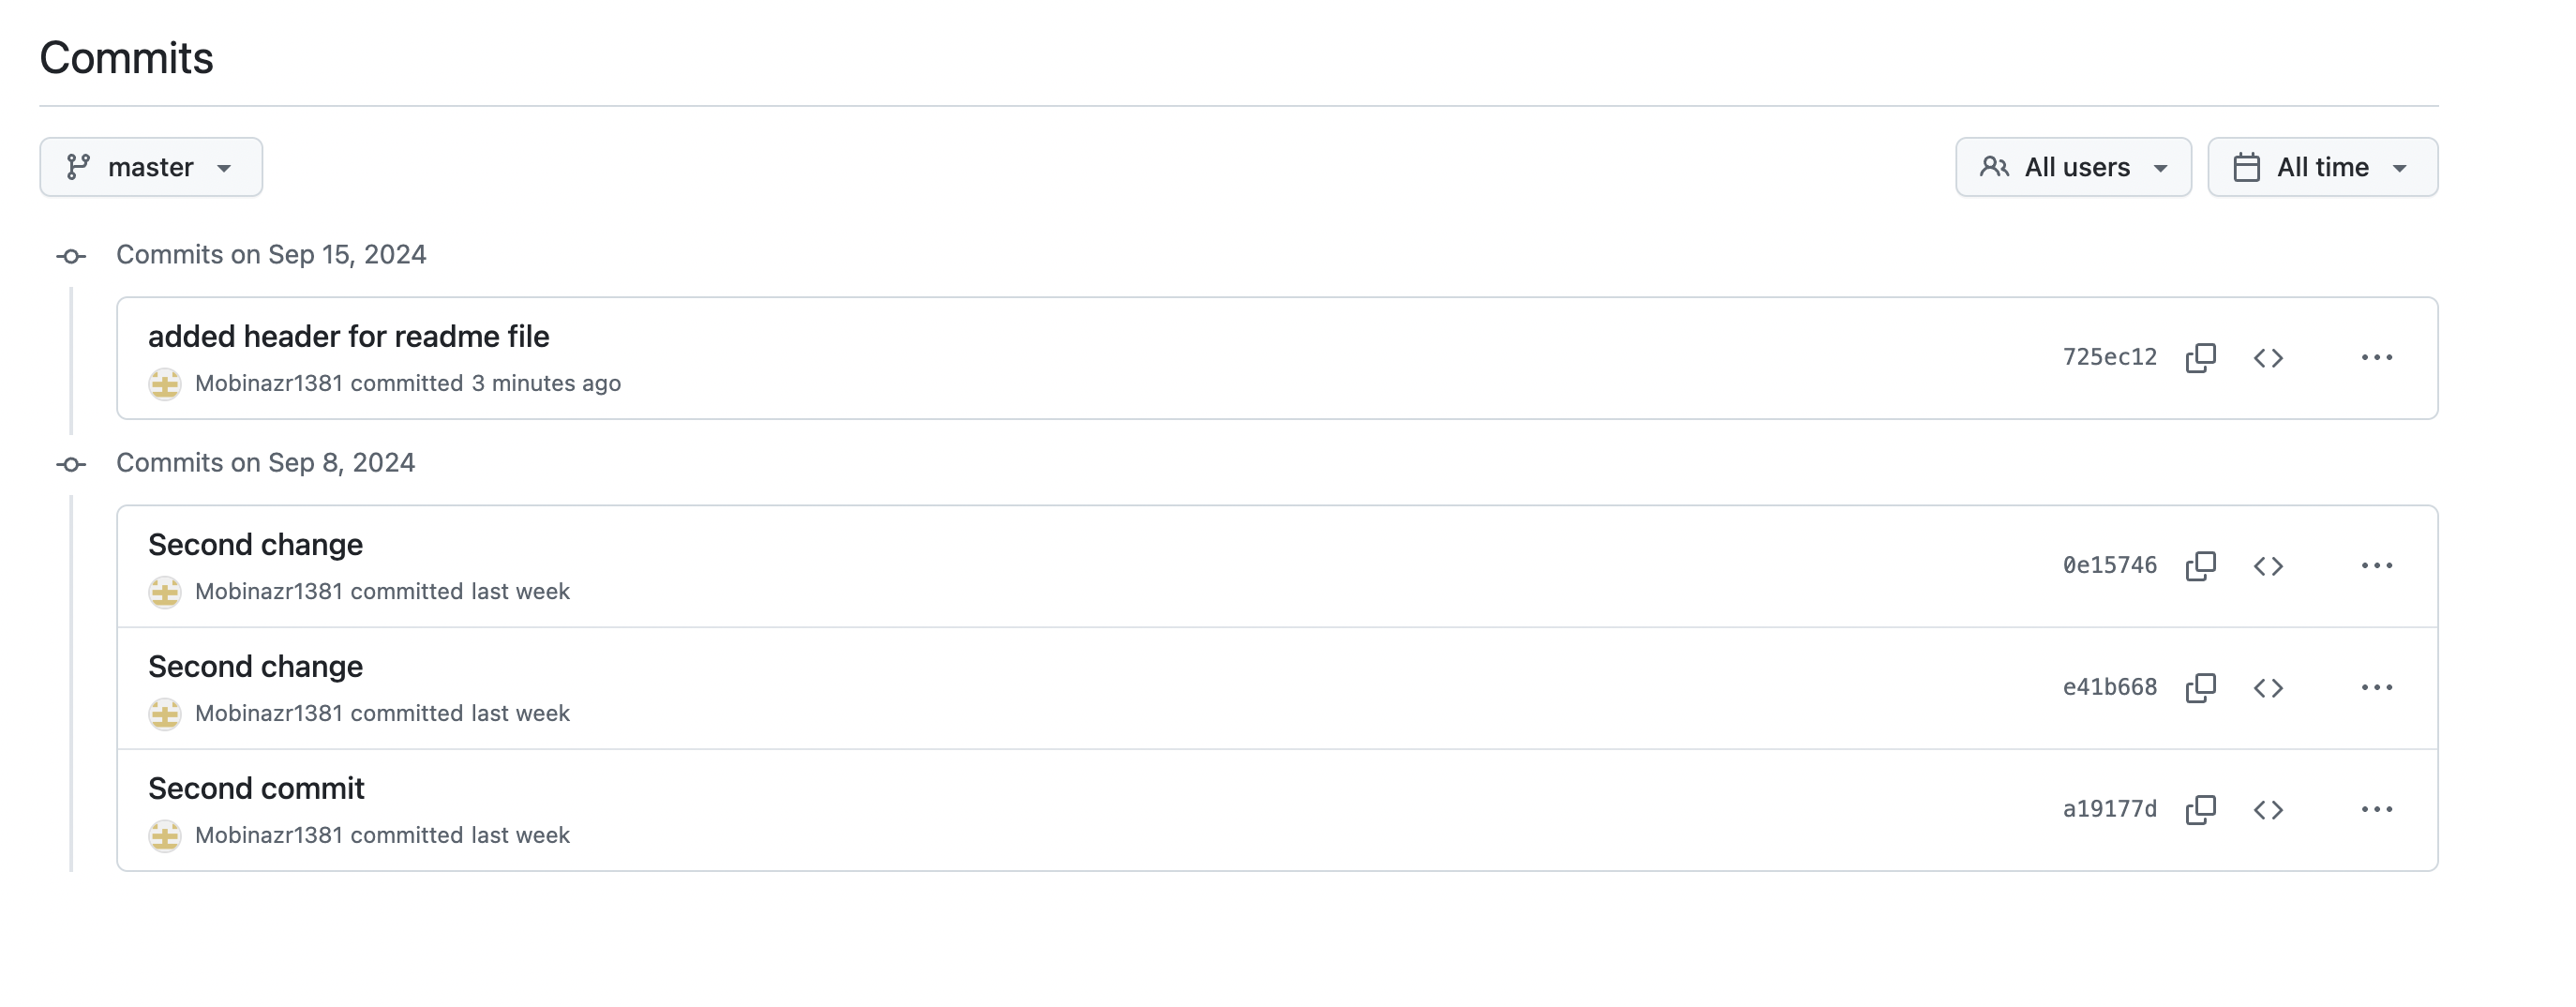 Commits
master
All users
All time
Commits on Sep 15, 2024
added header for readme file
725ec12
Mobinazr1381 committed 3 minutes ago
Commits on Sep 8, 2024
Second change
0e15746
Mobinazr1381 committed last week
Second change
e41b668
Mobinazr1381 committed last week
Second commit
a19177d
Mobinazr1381 committed last week